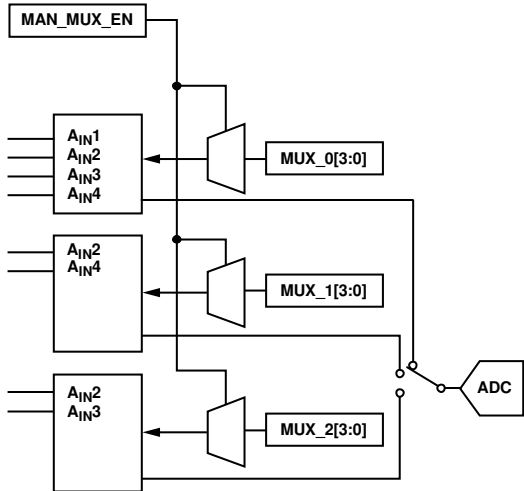 MAN_MUX_EN
AIN1
AIN2
AIN3
AIN4
MUX_0[3:0]
AIN2
AIN4
MUX_1[3:0]
ADC
AIN2
AIN3
MUX_2[3:0]